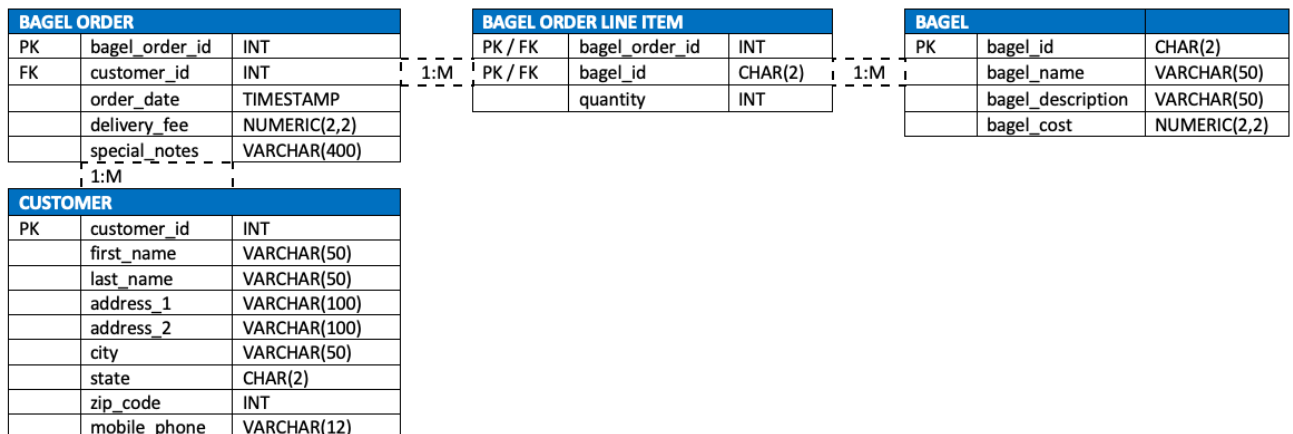 BAGEL ORDER
PK bagel_order_id INT
FK customer_id INT
order_date TIMESTAMP
delivery_fee NUMERIC(2,2)
special_notes VARCHAR(400)
1:M
BAGEL ORDER LINE ITEM
PK / FK bagel_order_id INT
PK / FK bagel_id CHAR(2)
quantity INT
1:M
BAGEL
PK bagel_id CHAR(2)
bagel_name VARCHAR(50)
bagel_description VARCHAR(50)
bagel_cost NUMERIC(2,2)
1:M
CUSTOMER
PK customer_id INT
first_name VARCHAR(50)
last_name VARCHAR(50)
address_1 VARCHAR(100)
address_2 VARCHAR(100)
city VARCHAR(50)
state CHAR(2)
zip_code INT
mobile_phone VARCHAR(12)